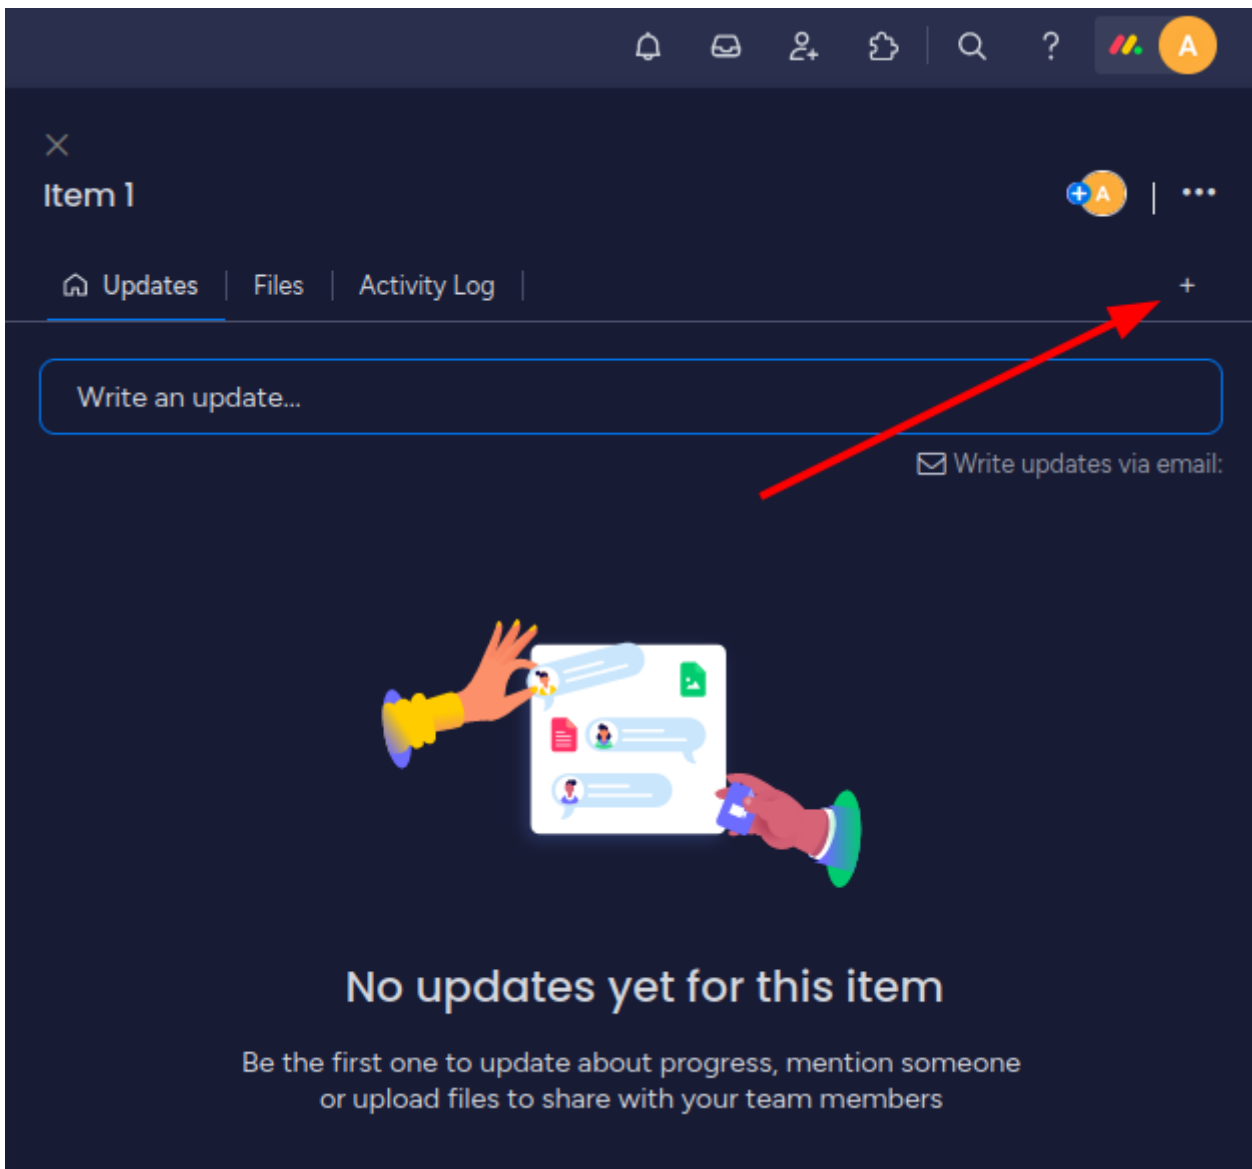 ?
A
Item 1
A
Updates
Files
Activity Log
+
Write an update...
Write updates via email:
No updates yet for this item
Be the first one to update about progress, mention someone
or upload files to share with your team members